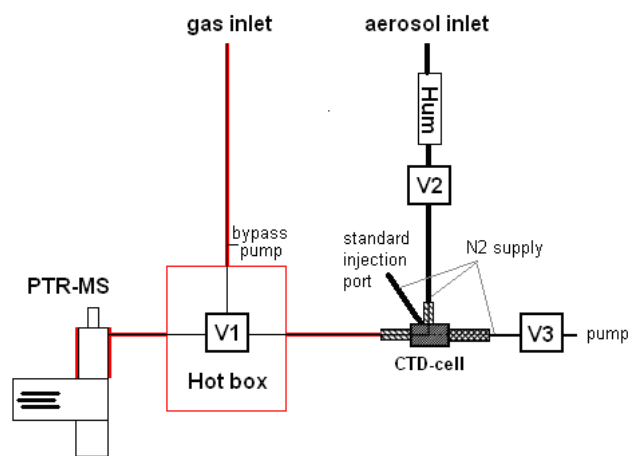 gas inlet
aerosol inlet
Hum
V2
bypass
pump
standard
injection
port
N2 supply
PTR-MS
V1
V3
pump
Hot box
CTD-cell